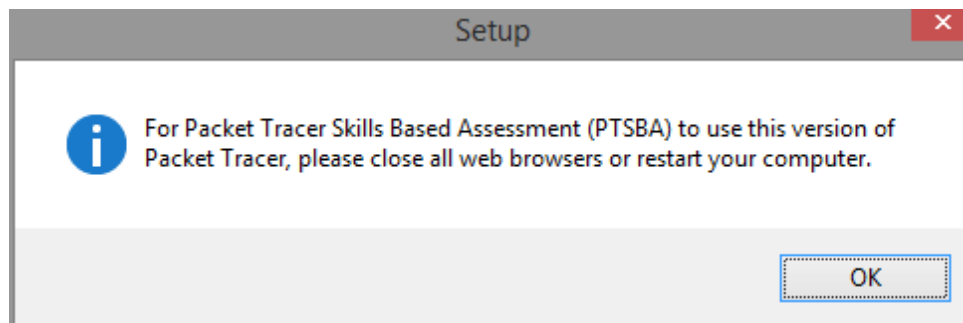 Setup
For Packet Tracer Skills Based Assessment (PTSBA) to use this version of
Packet Tracer, please close all web browsers or restart your computer.
OK